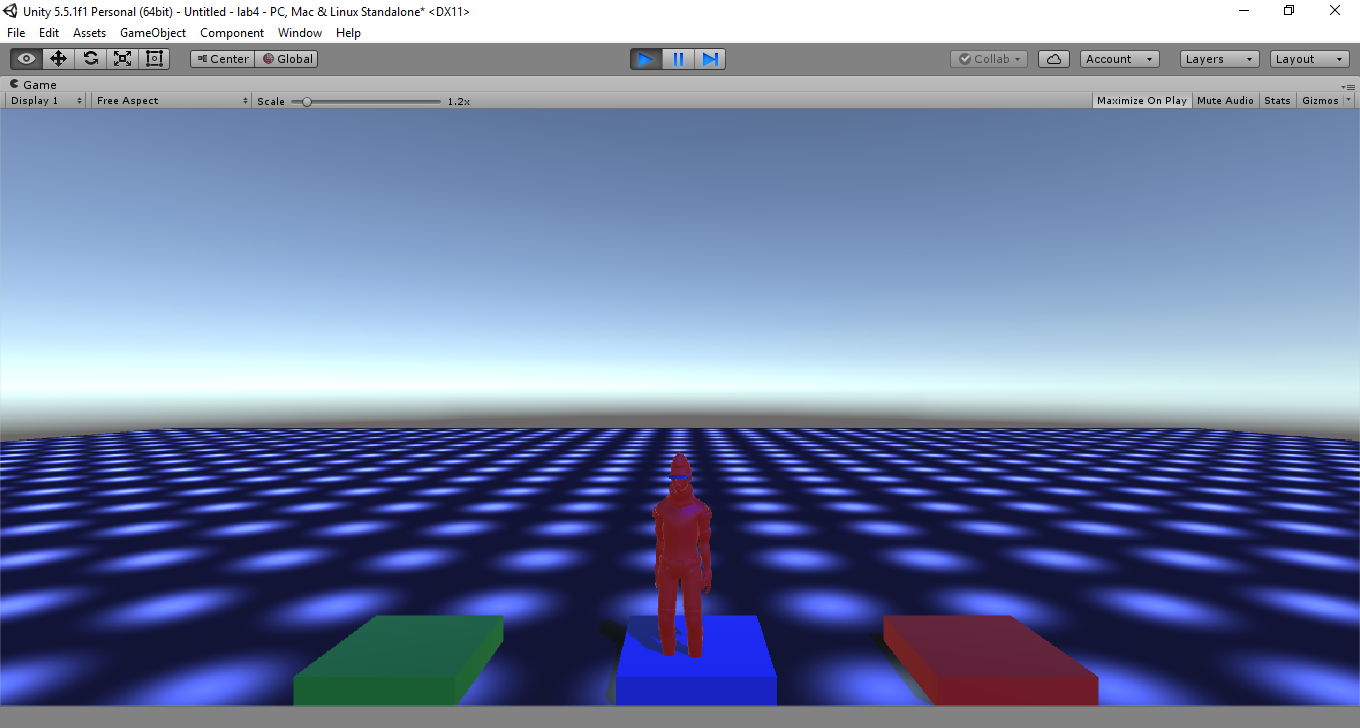 Unity 5.5.1f1 Personal (64bit) - Untitled - lab4 - PC, Mac & Linux Standalone* <DX11>
File Edit Assets GameObject Component Window Help
Center Global Collab Account Layers Layout
Game
Display 1 Free Aspect Scale 1.2x Maximize On Play Mute Audio Stats Gizmos